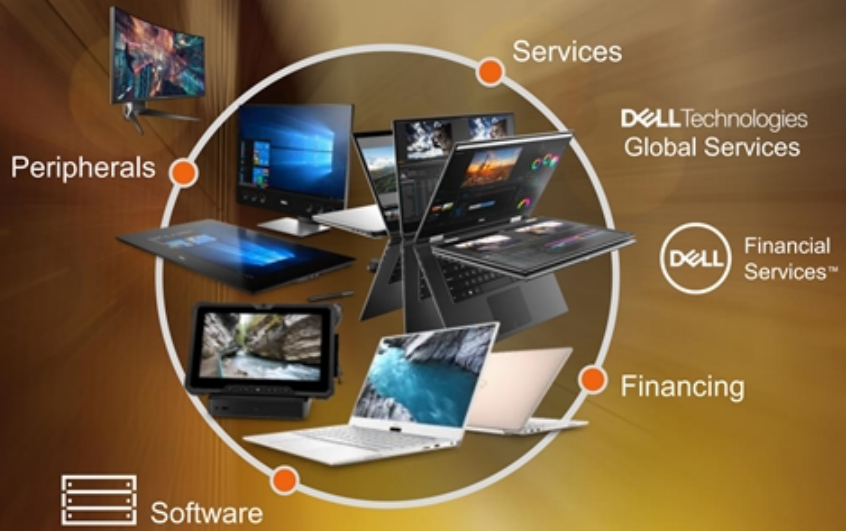 Services
DELLTechnologies
Global Services
Peripherals
DELL
Financial
Services™
Financing
Software